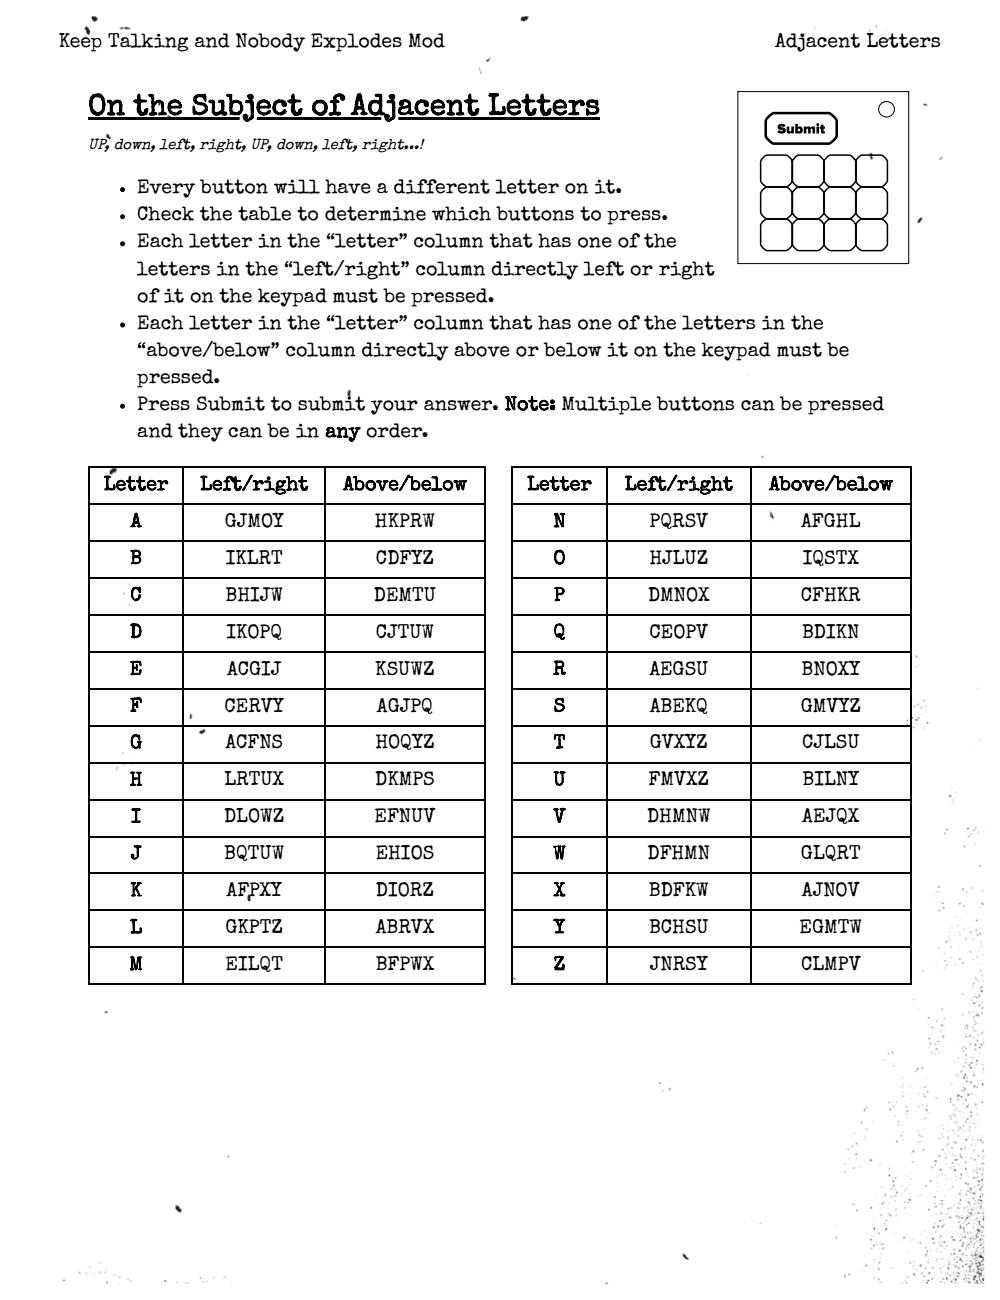 Keep Talking and Nobody Explodes Mod
Adjacent Letters
On the Subject of Adjacent Letters
UP, down, left, right, UP, down, left, right...!
Submit
• Every button will have a different letter on it.
• Check the table to determine which buttons to press.
• Each letter in the “letter” column that has one of the
letters in the “left/right” column directly left or right
of it on the keypad must be pressed.
• Each letter in the “letter” column that has one of the letters in the
“above/below” column directly above or below it on the keypad must be
pressed.
• Press Submit to submit your answer. Note: Multiple buttons can be pressed
and they can be in any order.
Letter Left/right Above/below
A GJMOY HKPRW
B IKLRT CDFYZ
C BHIJW DEMTU
D IKOPQ CJTUW
E ACGIJ KSUWZ
F CERVY AGJPQ
G ACFNS HOQYZ
H LRTUX DKMPS
I DLOWZ EFNUV
J BQTUW EHIOS
K AFPXY DIORZ
L GKPTZ ABRVX
M EILQT BFPWX
Letter Left/right Above/below
N PQRSV AFGHL
O HJLUZ IQSTX
P DMNOX CFHKR
Q CEOPV BDIKN
R AEGSU BNOXY
S ABEKQ GMVYZ
T GVXYZ CJLSU
U FMVXZ BILNY
V DHMNW AEJQX
W DFHMN GLQRT
X BDFKW AJNOV
Y BCHSU EGMTW
Z JNRSY CLMPV